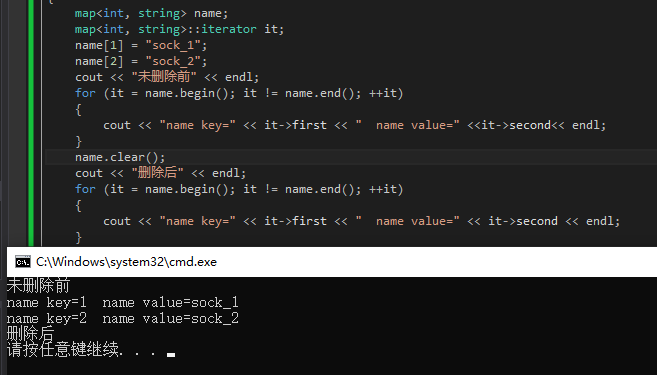 {
map<int, string> name;
map<int, string>::iterator it;
name[1] = "sock_1";
name[2] = "sock_2";
cout << "未删除前" << endl;
for (it = name.begin(); it != name.end(); ++it)
{
cout << "name key=" << it->first << "  name value=" <<it->second<< endl;
}
name.clear();
cout << "删除后" << endl;
for (it = name.begin(); it != name.end(); ++it)
{
cout << "name key=" << it->first << "  name value=" << it->second << endl;
}
C:\Windows\system32\cmd.exe
未删除前
name key=1  name value=sock_1
name key=2  name value=sock_2
删除后
请按任意键继续. . .